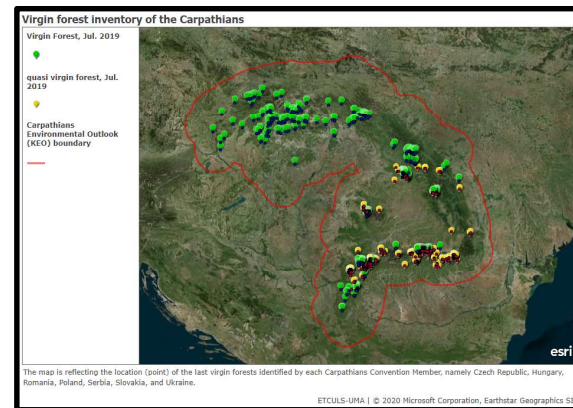 Virgin forest inventory of the Carpathians
Virgin Forest, Jul. 2019
quasi virgin forest, Jul.
2019
Carpathians
Environmental Outlook
(KEO) boundary
esri
The map is reflecting the location (point) of the last virgin forests identified by each Carpathians Convention Member, namely Czech Republic, Hungary,
Romania, Poland, Serbia, Slovakia, and Ukraine.
ETCULS-UMA | © 2020 Microsoft Corporation, Earthstar Geographics SI